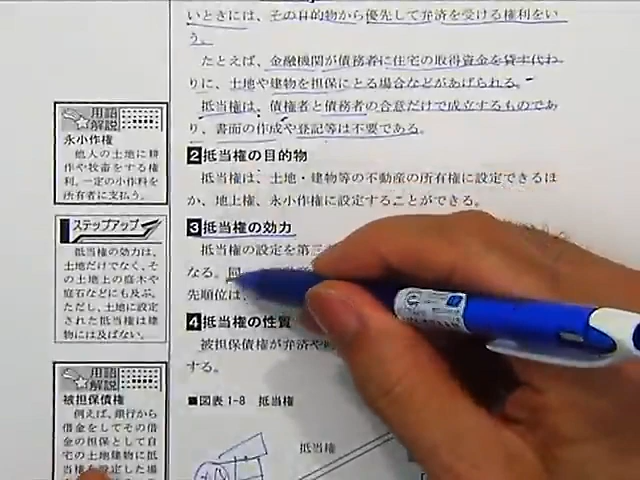 いときには、その目的物から優先して弁済を受ける権利をい
う。
たとえば、金融機関が債務者に住宅の取得資金を貸す代わ
りに、土地や建物を担保にとる場合などがあげられる。
抵当権は、債権者と債務者の合意だけで成立するものであ
り、書面の作成や登記等は不要である。
2 抵当権の目的物
抵当権は、土地・建物等の不動産の所有権に設定できるほ
か、地上権、永小作権に設定することができる。
3 抵当権の効力
抵当権の設定を第三
なる。同
先順位は、
4 抵当権の性質
被担保債権が弁済や
する。
■図表1-8 抵当権
抵当権
用語
解説
永小作権
他人の土地に耕
作や牧畜をする権
利。一定の小作料を
所有者に支払う。
ステップアップ
抵当権の効力は、
土地だけでなく、そ
の土地上の庭木や
庭石などにも及ぶ。
ただし、土地に設定
された抵当権は建
物には及ばない。
用語
解説
被担保債権
例えば、銀行から
借金をしてその借
金の担保として自
宅の土地建物に抵
当権を設定した場